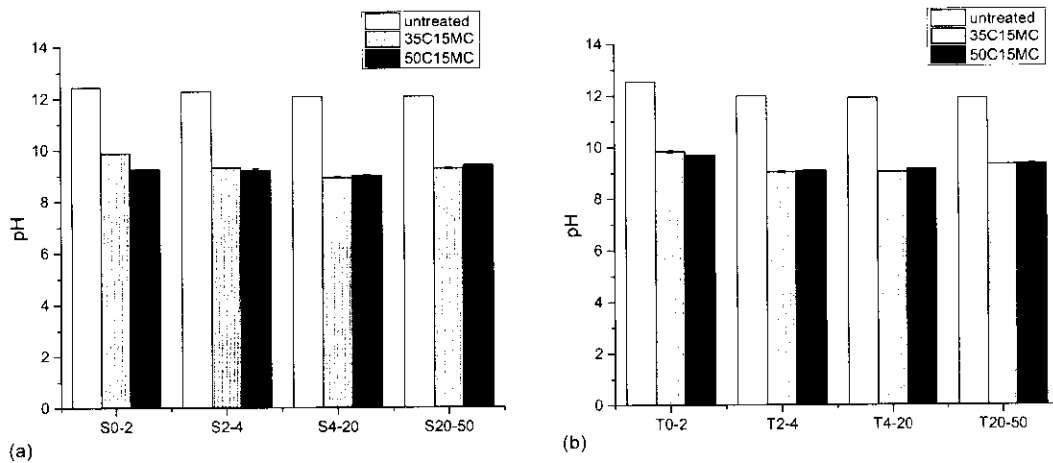 untreated
35C15MC
50C15MC
14
12
10
8
6
4
2
0
pH
S0-2
S2-4
S4-20
S20-50
(a)
untreated
35C15MC
50C15MC
14
12
10
8
6
4
2
0
pH
T0-2
T2-4
T4-20
T20-50
(b)